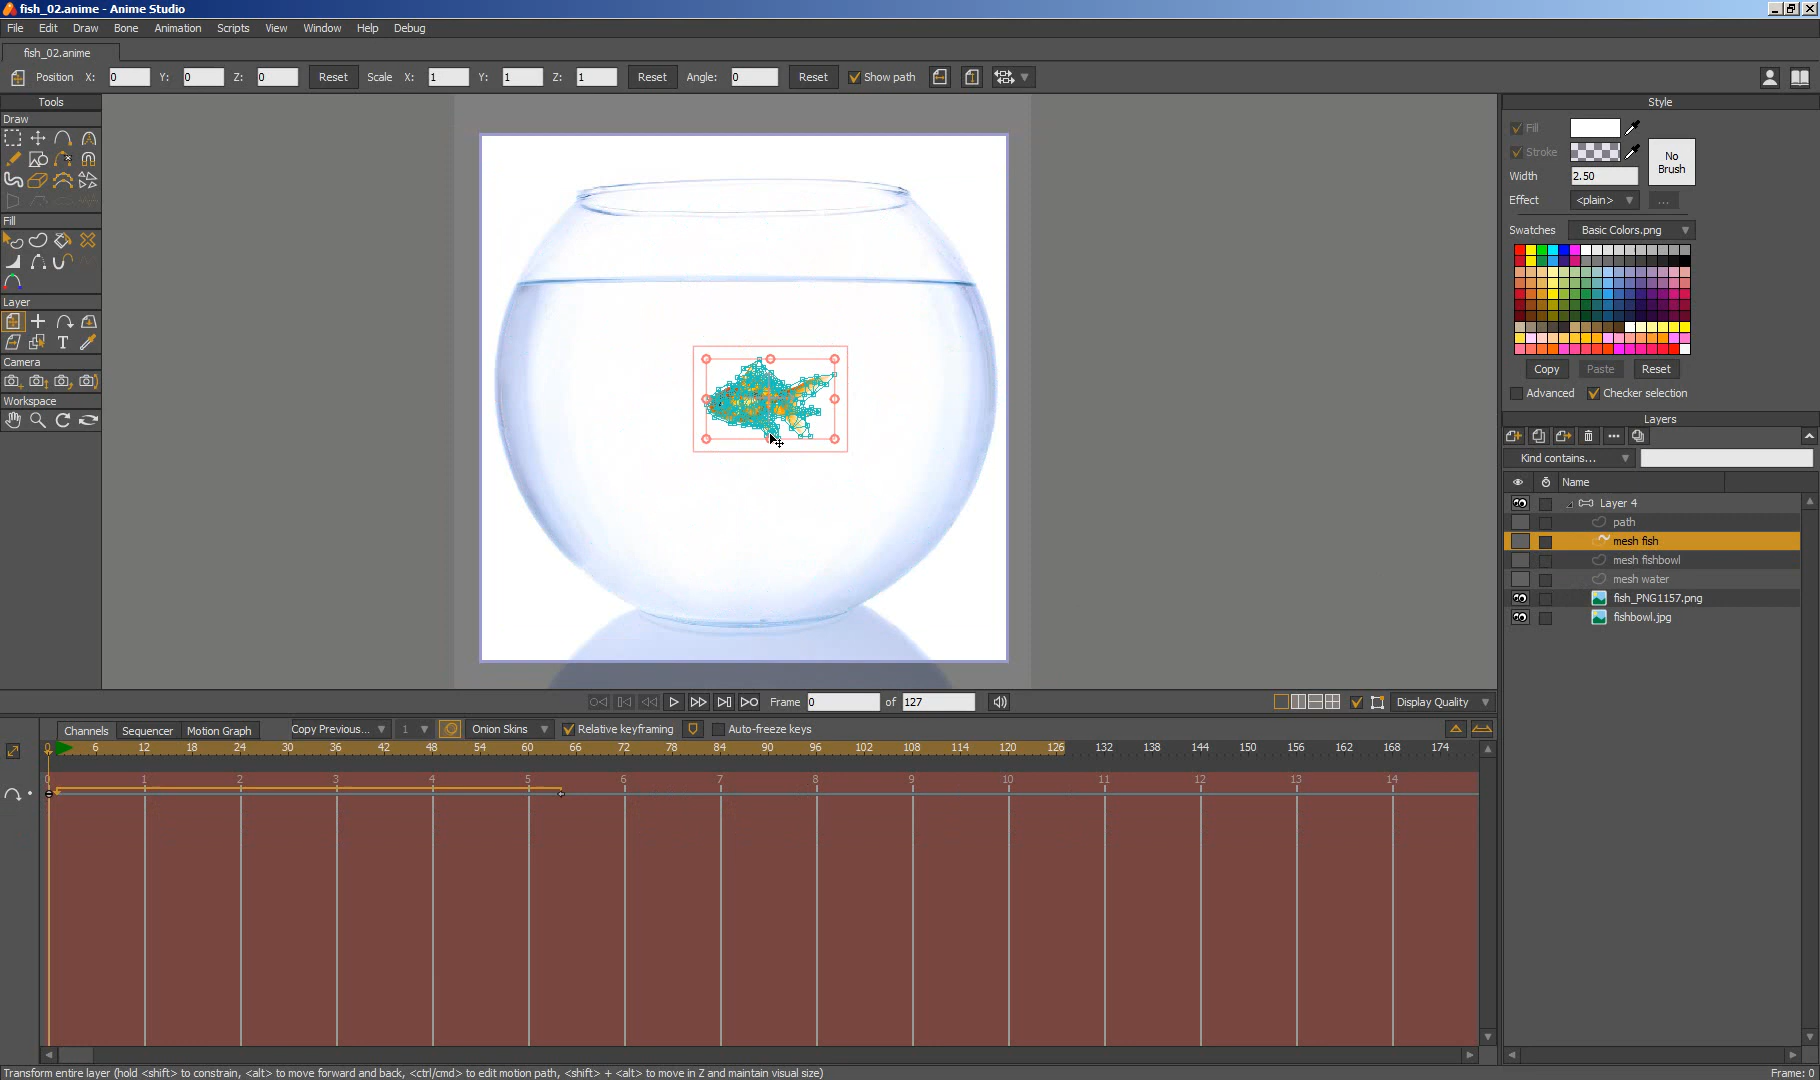 fish_02.anime - Anime Studio
File Edit Draw Bone Animation Scripts View Window Help Debug
fish_02.anime
Position X: 0 Y: 0 Z: 0 Reset Scale X: 1 Y: 1 Z: 1 Reset Angle: 0 Reset Show path
Tools
Draw
Fill
Layer
T
Camera
Workspace
Style
Fill
Stroke
No Brush
Width 2.50
Effect <plain> ...
Swatches Basic Colors.png
Copy Paste Reset
Advanced Checker selection
Layers
Kind contains...
Name
Layer 4
path
mesh fish
mesh fishbowl
mesh water
fish_PNG1157.png
fishbowl.jpg
Frame 0 of 127 Display Quality
Channels Sequencer Motion Graph Copy Previous... 1 Onion Skins Relative keyframing Auto-freeze keys
0 6 12 18 24 30 36 42 48 54 60 66 72 78 84 90 96 102 108 114 120 126 132 138 144 150 156 162 168 174
0 1 2 3 4 5 6 7 8 9 10 11 12 13 14
Transform entire layer (hold <shift> to constrain, <alt> to move forward and back, <ctrl/cmd> to edit motion path, <shift> + <alt> to move in Z and maintain visual size)
Frame: 0